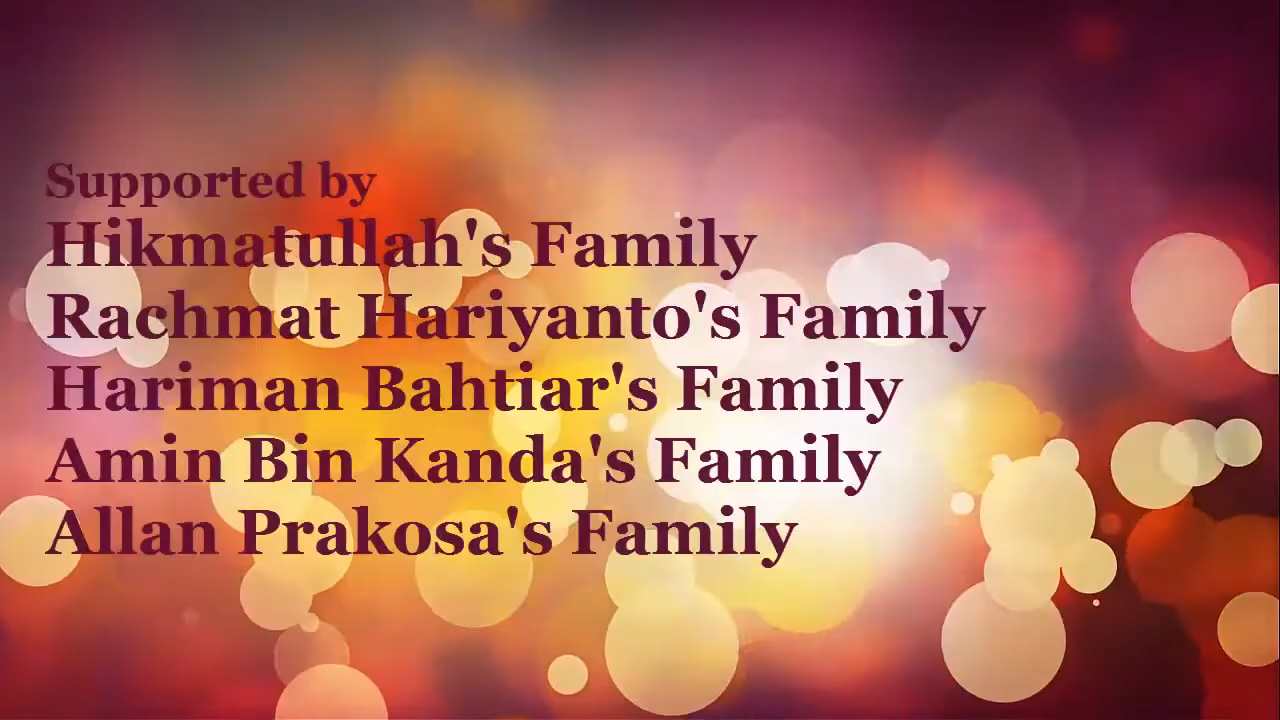 Supported by
Hikmatullah's Family
Rachmat Hariyanto's Family
Hariman Bahtiar's Family
Amin Bin Kanda's Family
Allan Prakosa's Family